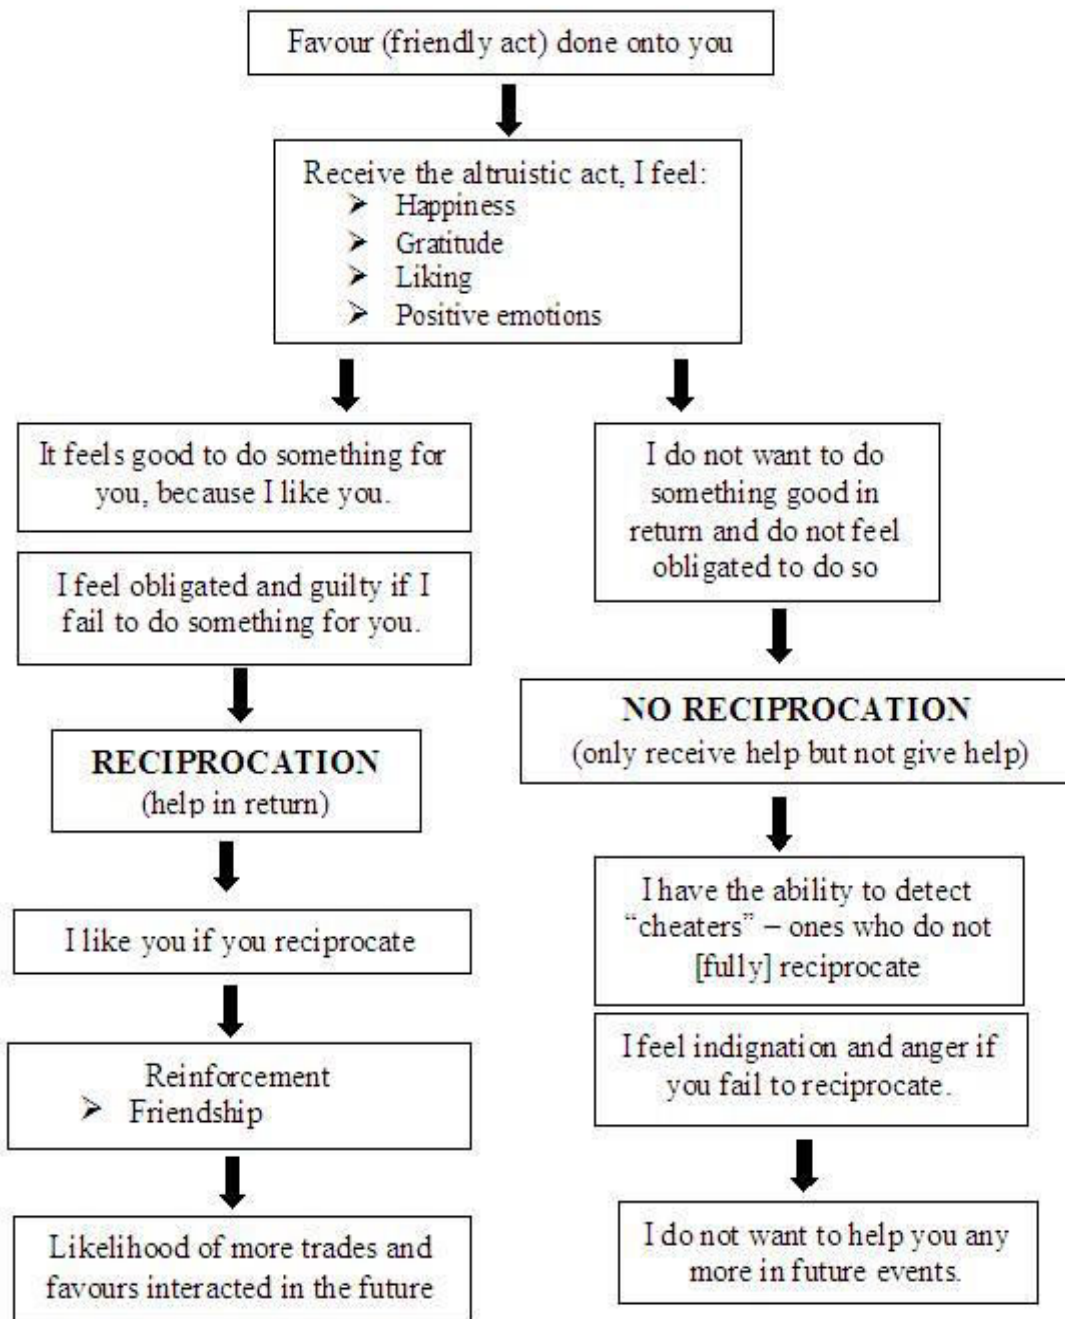 Favour (friendly act) done onto you
Receive the altruistic act, I feel:
➢ Happiness
➢ Gratitude
➢ Liking
➢ Positive emotions
It feels good to do something for
you, because I like you.
I feel obligated and guilty if I
fail to do something for you.
RECIPROCATION
(help in return)
I like you if you reciprocate
Reinforcement
➢ Friendship
Likelihood of more trades and
favours interacted in the future
I do not want to do
something good in
return and do not feel
obligated to do so
NO RECIPROCATION
(only receive help but not give help)
I have the ability to detect
“cheaters” – ones who do not
[fully] reciprocate
I feel indignation and anger if
you fail to reciprocate.
I do not want to help you any
more in future events.